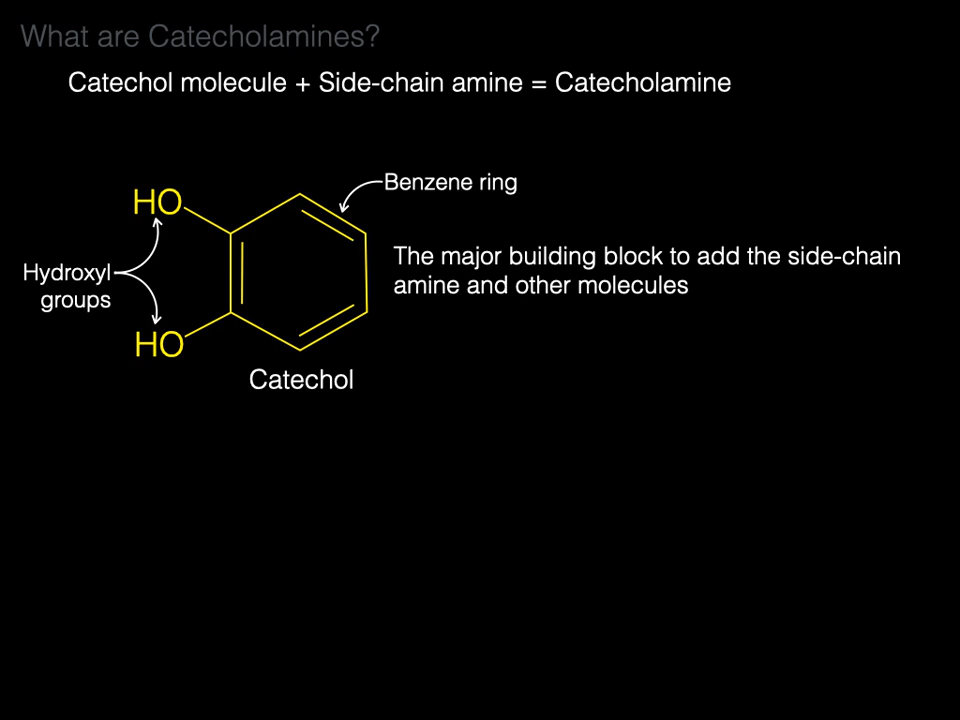 What are Catecholamines?
Catechol molecule + Side-chain amine = Catecholamine
Benzene ring
HO
The major building block to add the side-chain
amine and other molecules
Hydroxyl
groups
HO
Catechol